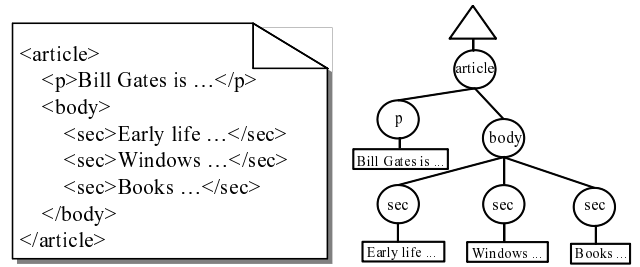 <article>
<p>Bill Gates is …</p>
<body>
<sec>Early life …</sec>
<sec>Windows …</sec>
<sec>Books …</sec>
</body>
</article>
article
p
body
Bill Gates is ...
sec
sec
sec
Early life ...
Windows ...
Books ...